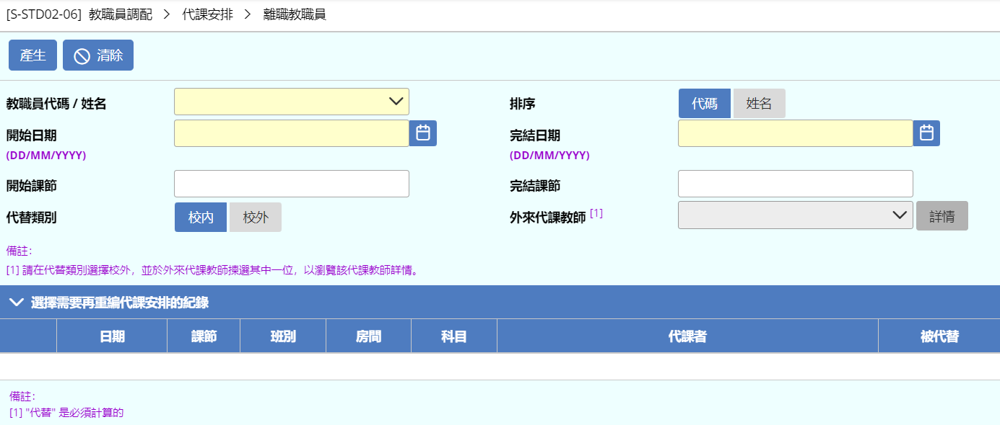 [S-STD02-06] 教職員調配 > 代課安排 > 離職教職員
產生 清除
教職員代碼 / 姓名 排序 代碼 姓名
開始日期 完結日期
(DD/MM/YYYY) (DD/MM/YYYY)
開始課節 完結課節
代替類別 校內 校外 外來代課教師 [1] 詳情
備註:
[1] 請在代替類別選擇校外，並於外來代課教師揀選其中一位，以瀏覽該代課教師詳情。
選擇需要再重編代課安排的紀錄
日期 課節 班別 房間 科目 代課者 被代替
備註:
[1] "代替" 是必須計算的